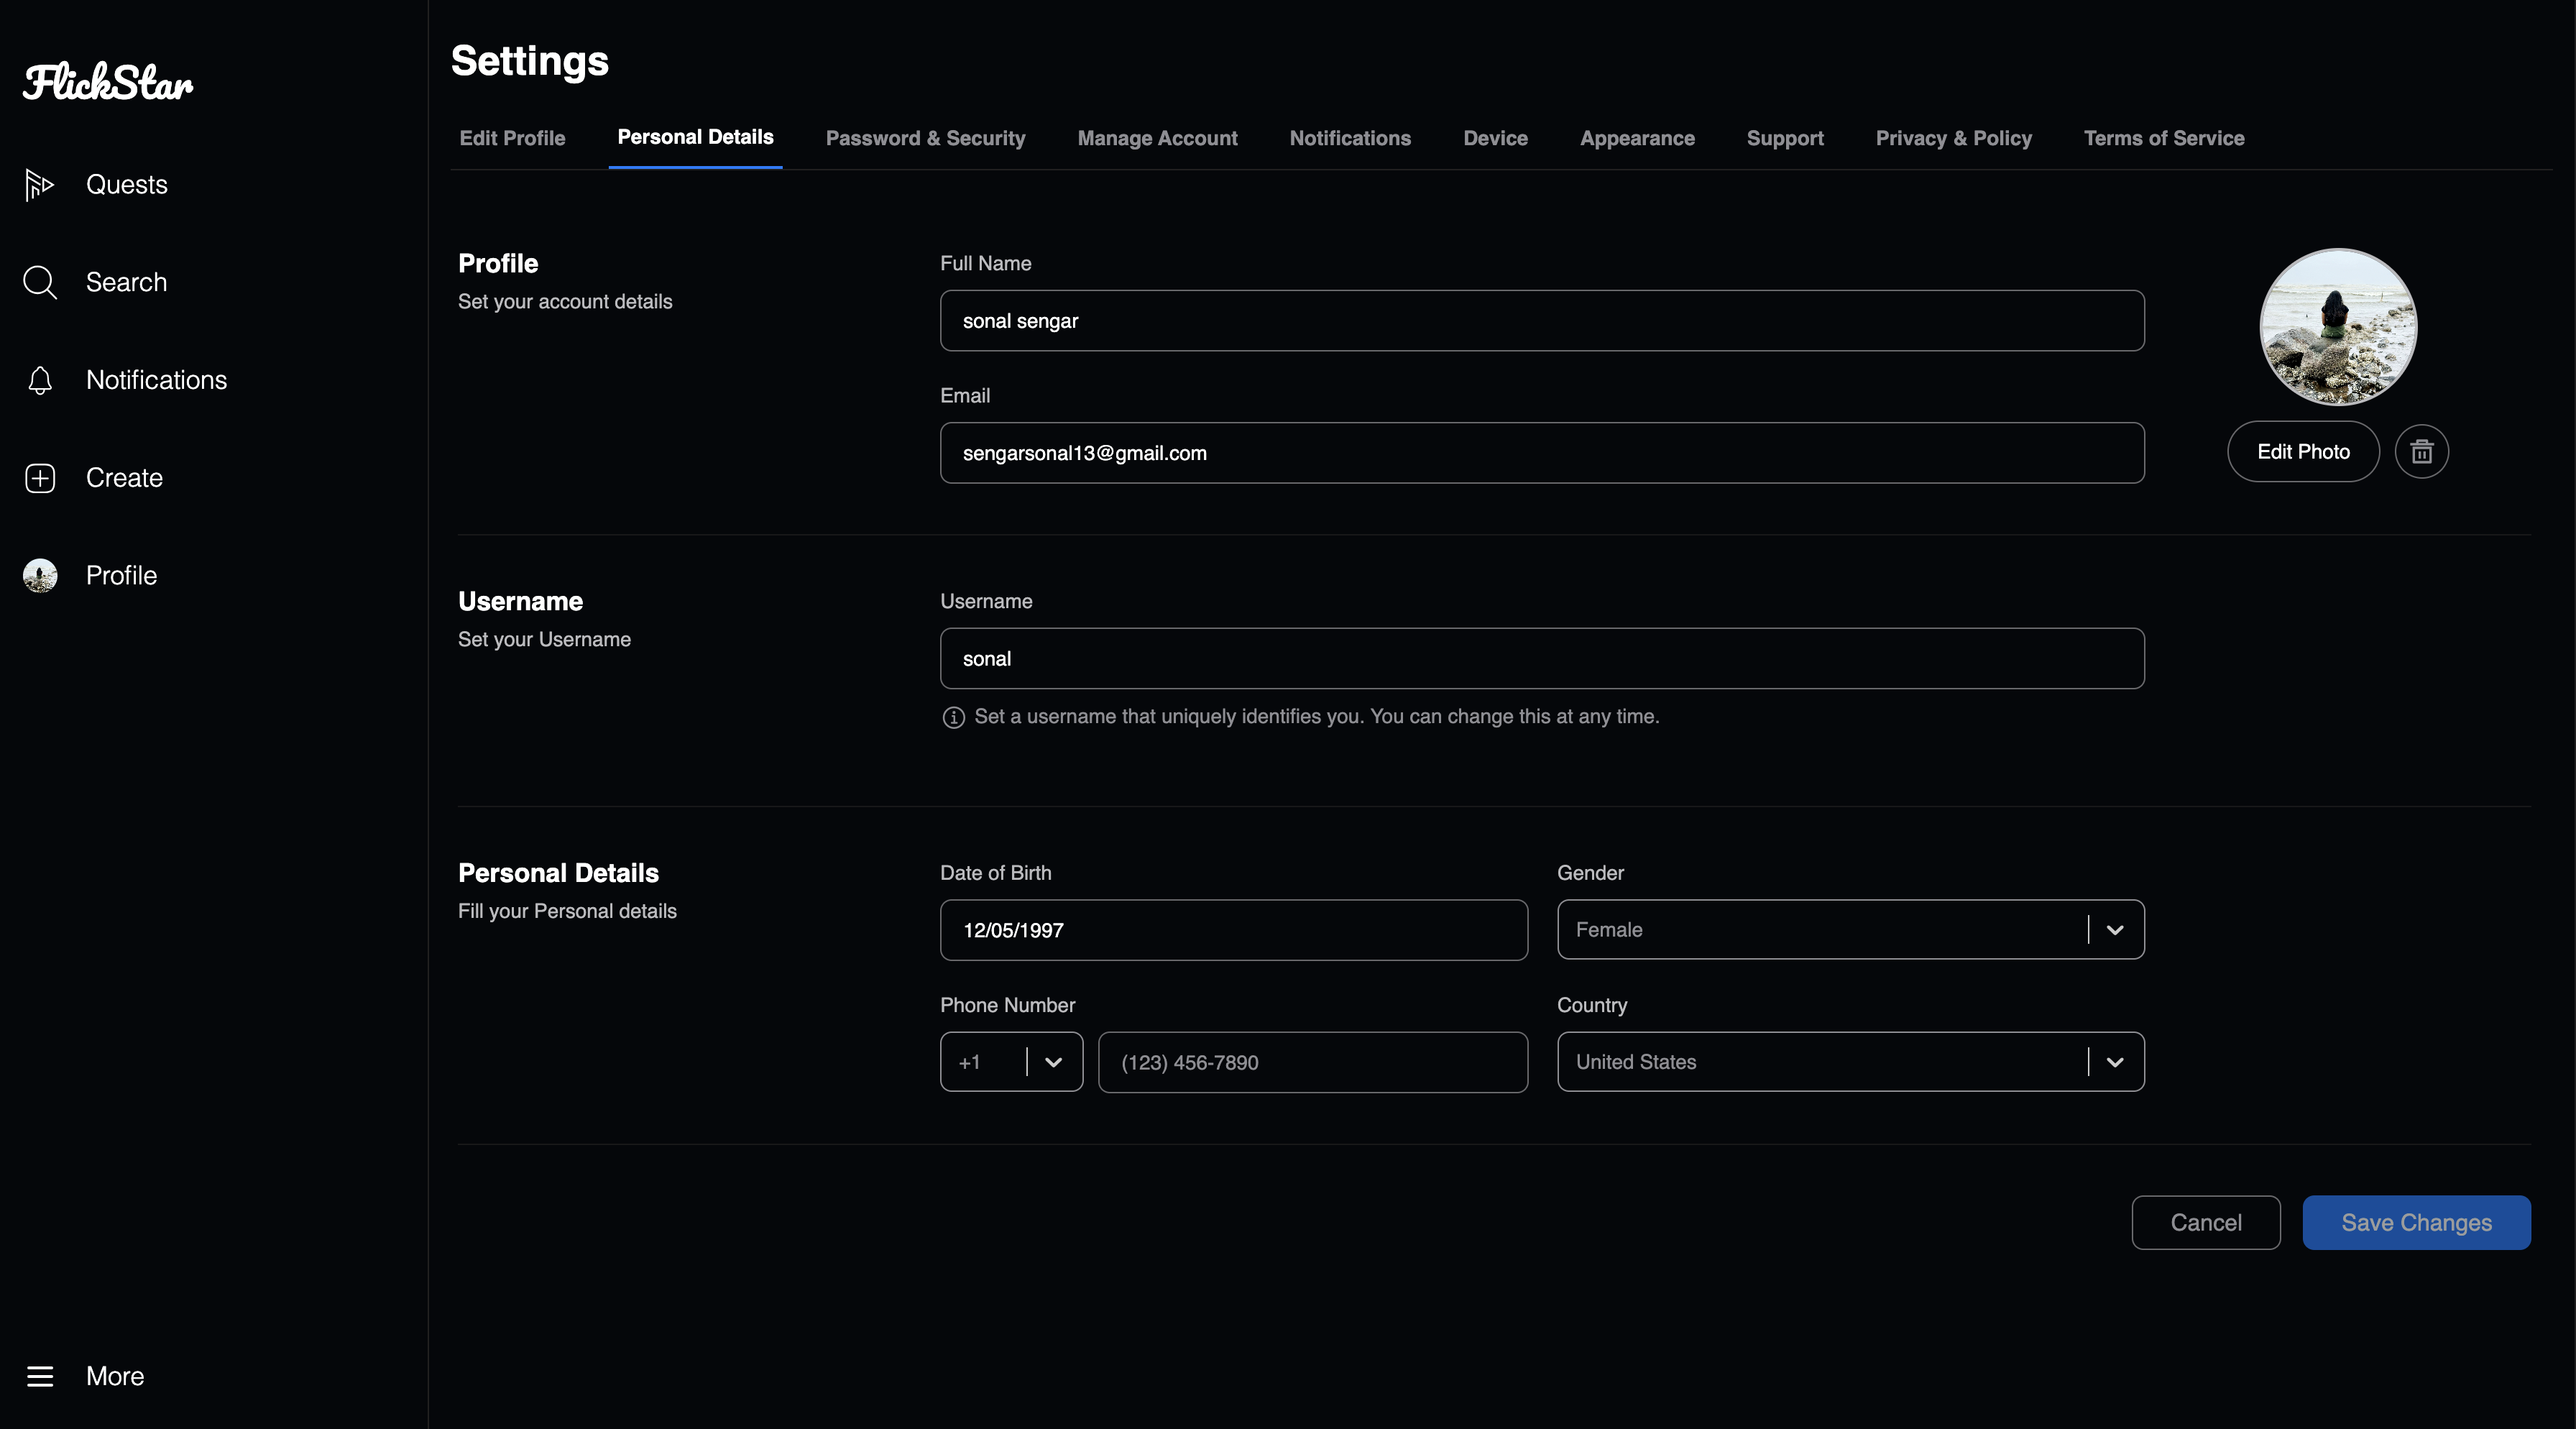 FlickStar
Quests
Search
Notifications
Create
Profile
More
Settings
Edit Profile Personal Details Password & Security Manage Account Notifications Device Appearance Support Privacy & Policy Terms of Service
Profile
Set your account details
Full Name
sonal sengar
Email
sengarsonal13@gmail.com
Edit Photo
Username
Set your Username
Username
sonal
Set a username that uniquely identifies you. You can change this at any time.
Personal Details
Fill your Personal details
Date of Birth
12/05/1997
Gender
Female
Phone Number
+1 (123) 456-7890
Country
United States
Cancel Save Changes